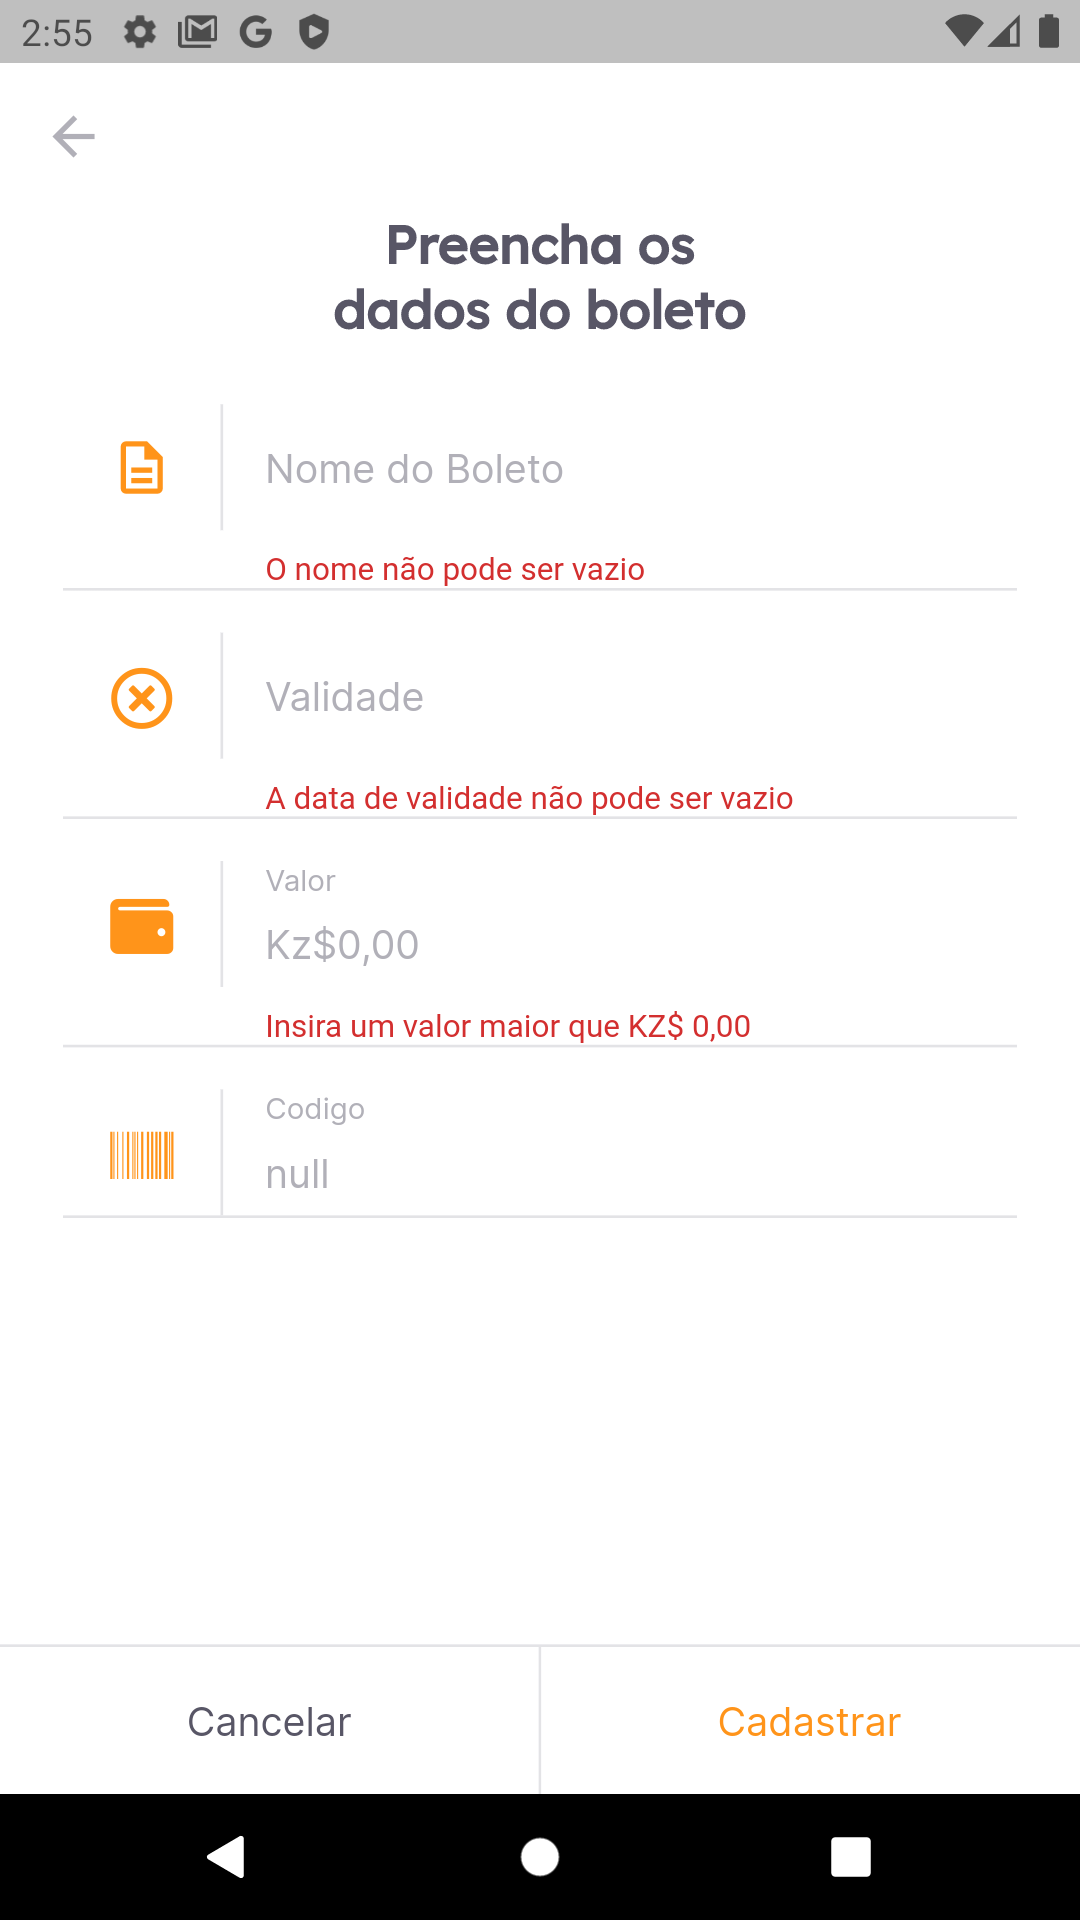 2:55
Preencha os
dados do boleto
Nome do Boleto
O nome não pode ser vazio
Validade
A data de validade não pode ser vazio
Valor
Kz$0,00
Insira um valor maior que KZ$ 0,00
Codigo
null
Cancelar
Cadastrar